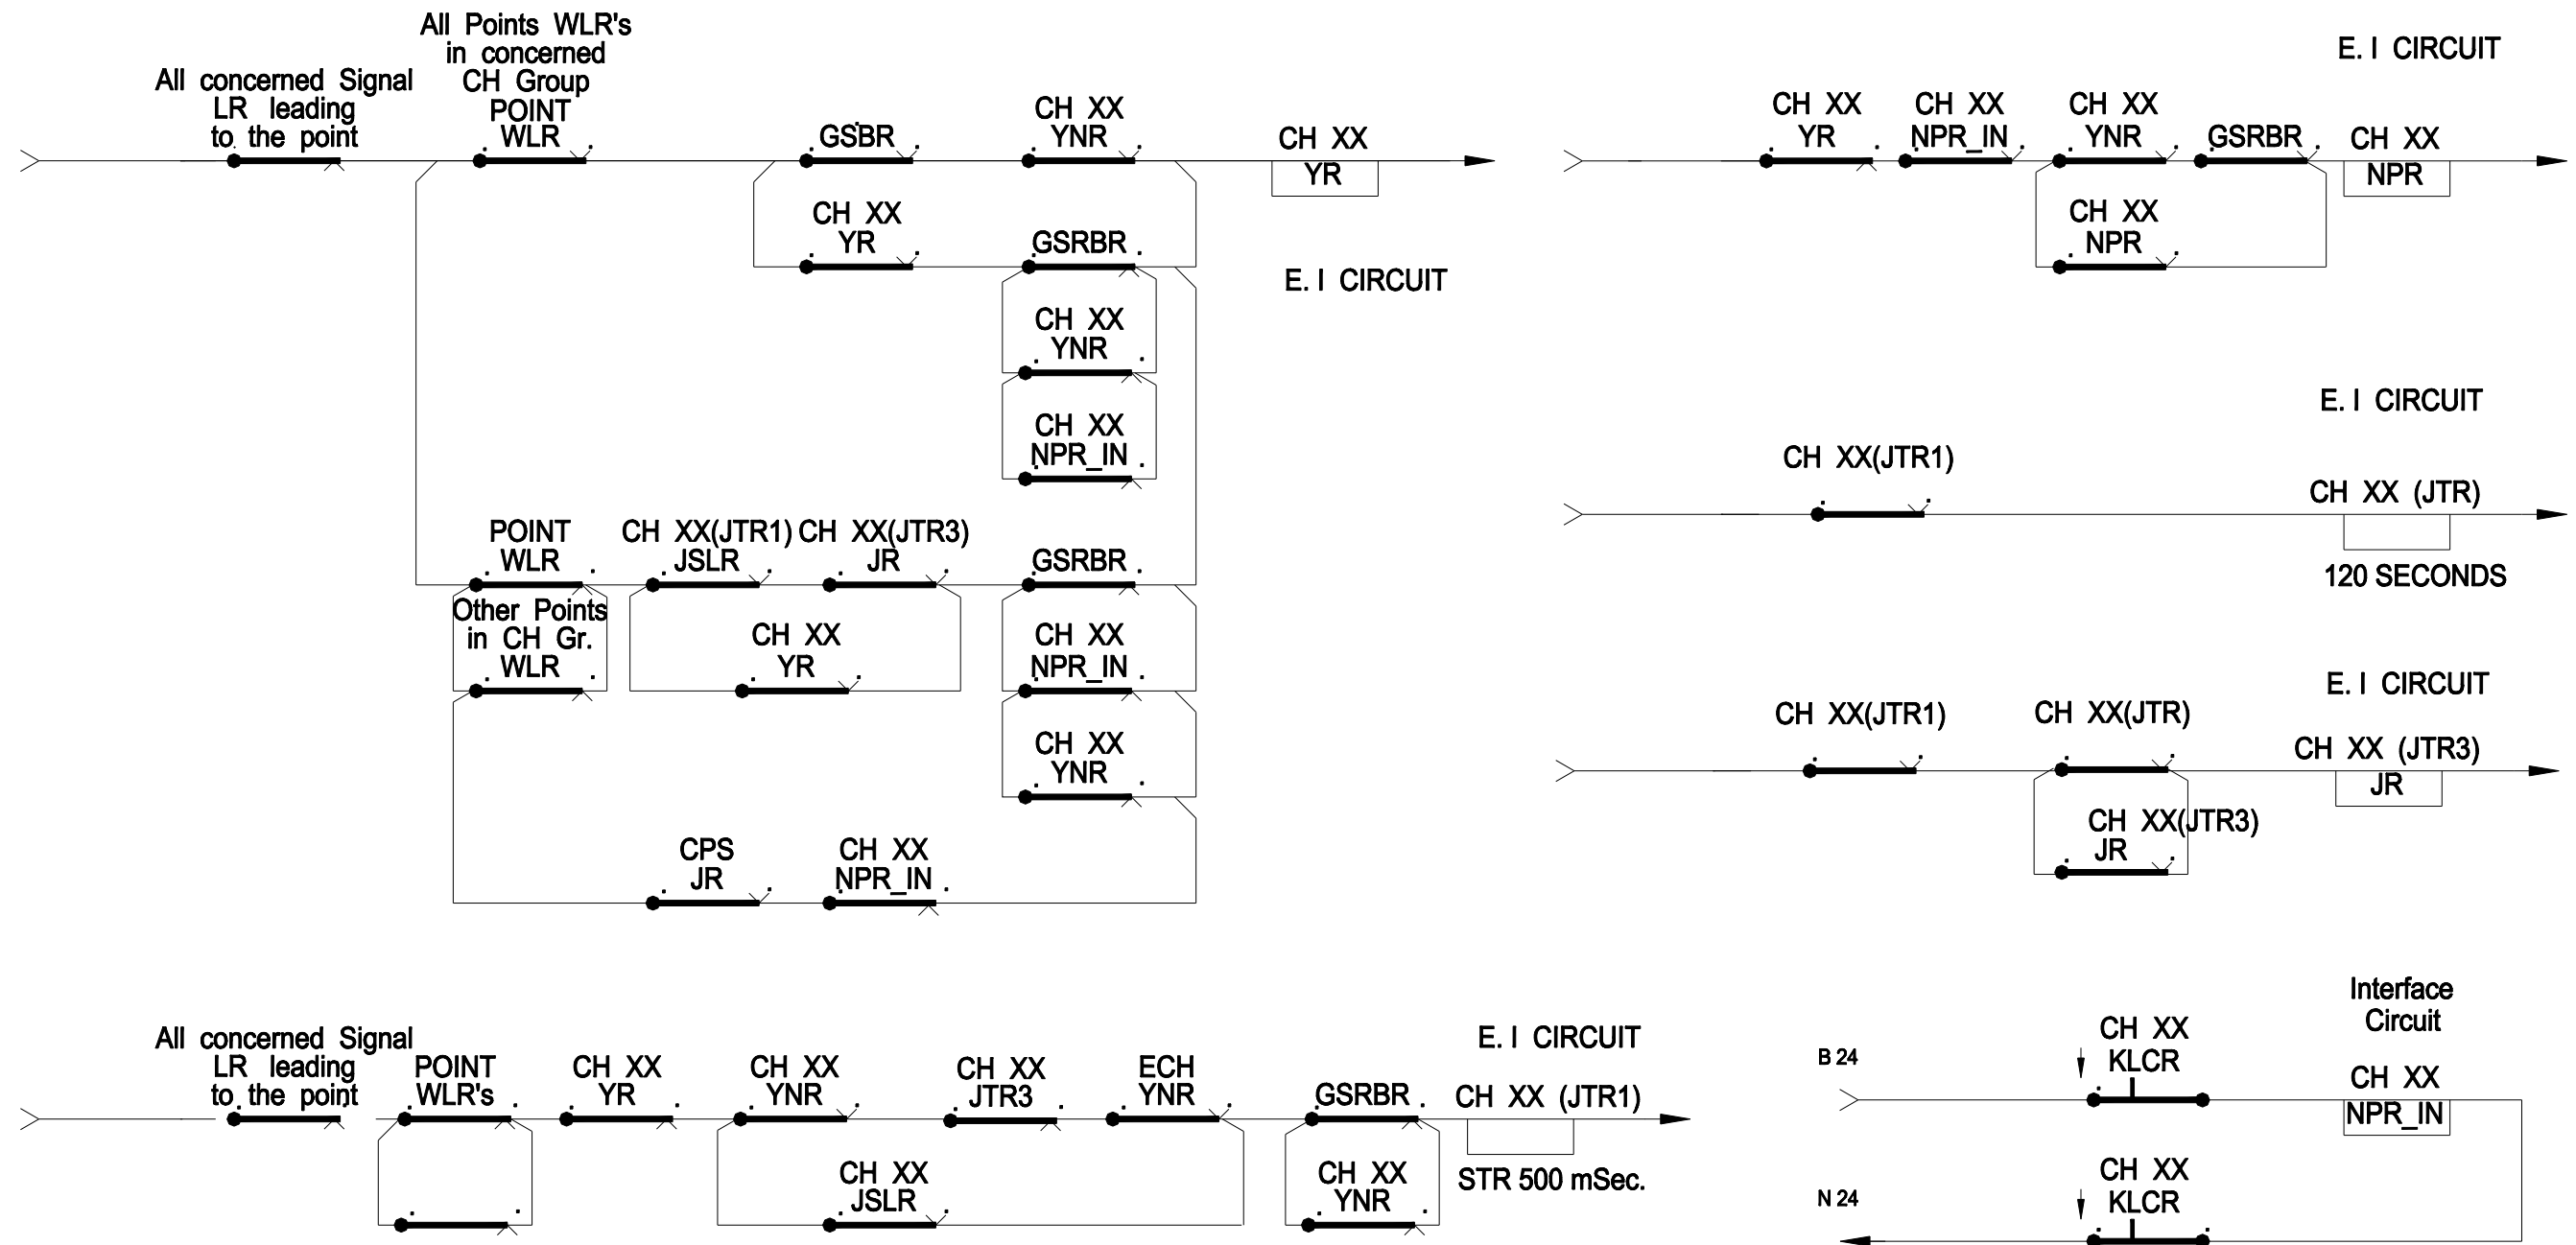 All Points WLR's
in concerned
CH Group
POINT
WLR
All concerned Signal
LR leading
to the point
GSBR
CH XX
YNR
CH XX
YR
CH XX
YR
GSRBR
E. I CIRCUIT
CH XX
YNR
CH XX
NPR_IN
POINT
WLR
CH XX(JTR1)
JSLR
CH XX(JTR3)
JR
GSRBR
Other Points
in CH Gr.
WLR
CH XX
YR
CH XX
NPR_IN
CH XX
YNR
CPS
JR
CH XX
NPR_IN
E. I CIRCUIT
CH XX
YR
CH XX
NPR_IN
CH XX
YNR
GSRBR
CH XX
NPR
CH XX
NPR
E. I CIRCUIT
CH XX(JTR1)
CH XX (JTR)
120 SECONDS
E. I CIRCUIT
CH XX(JTR1)
CH XX(JTR)
CH XX (JTR3)
JR
CH XX(JTR3)
JR
All concerned Signal
LR leading
to the point
POINT
WLR's
CH XX
YR
CH XX
YNR
CH XX
JTR3
ECH
YNR
GSRBR
E. I CIRCUIT
CH XX (JTR1)
STR 500 mSec.
CH XX
JSLR
CH XX
YNR
Interface
Circuit
B 24
CH XX
KLCR
CH XX
NPR_IN
N 24
CH XX
KLCR